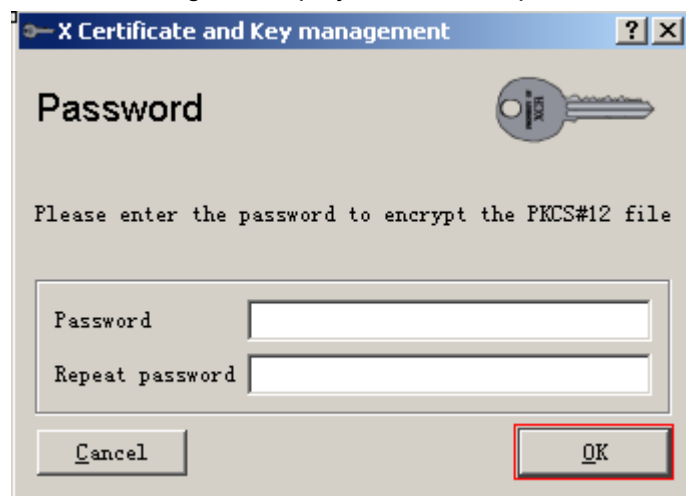 X Certificate and Key management
Password
Please enter the password to encrypt the PKCS#12 file
Password
Repeat password
Cancel
OK